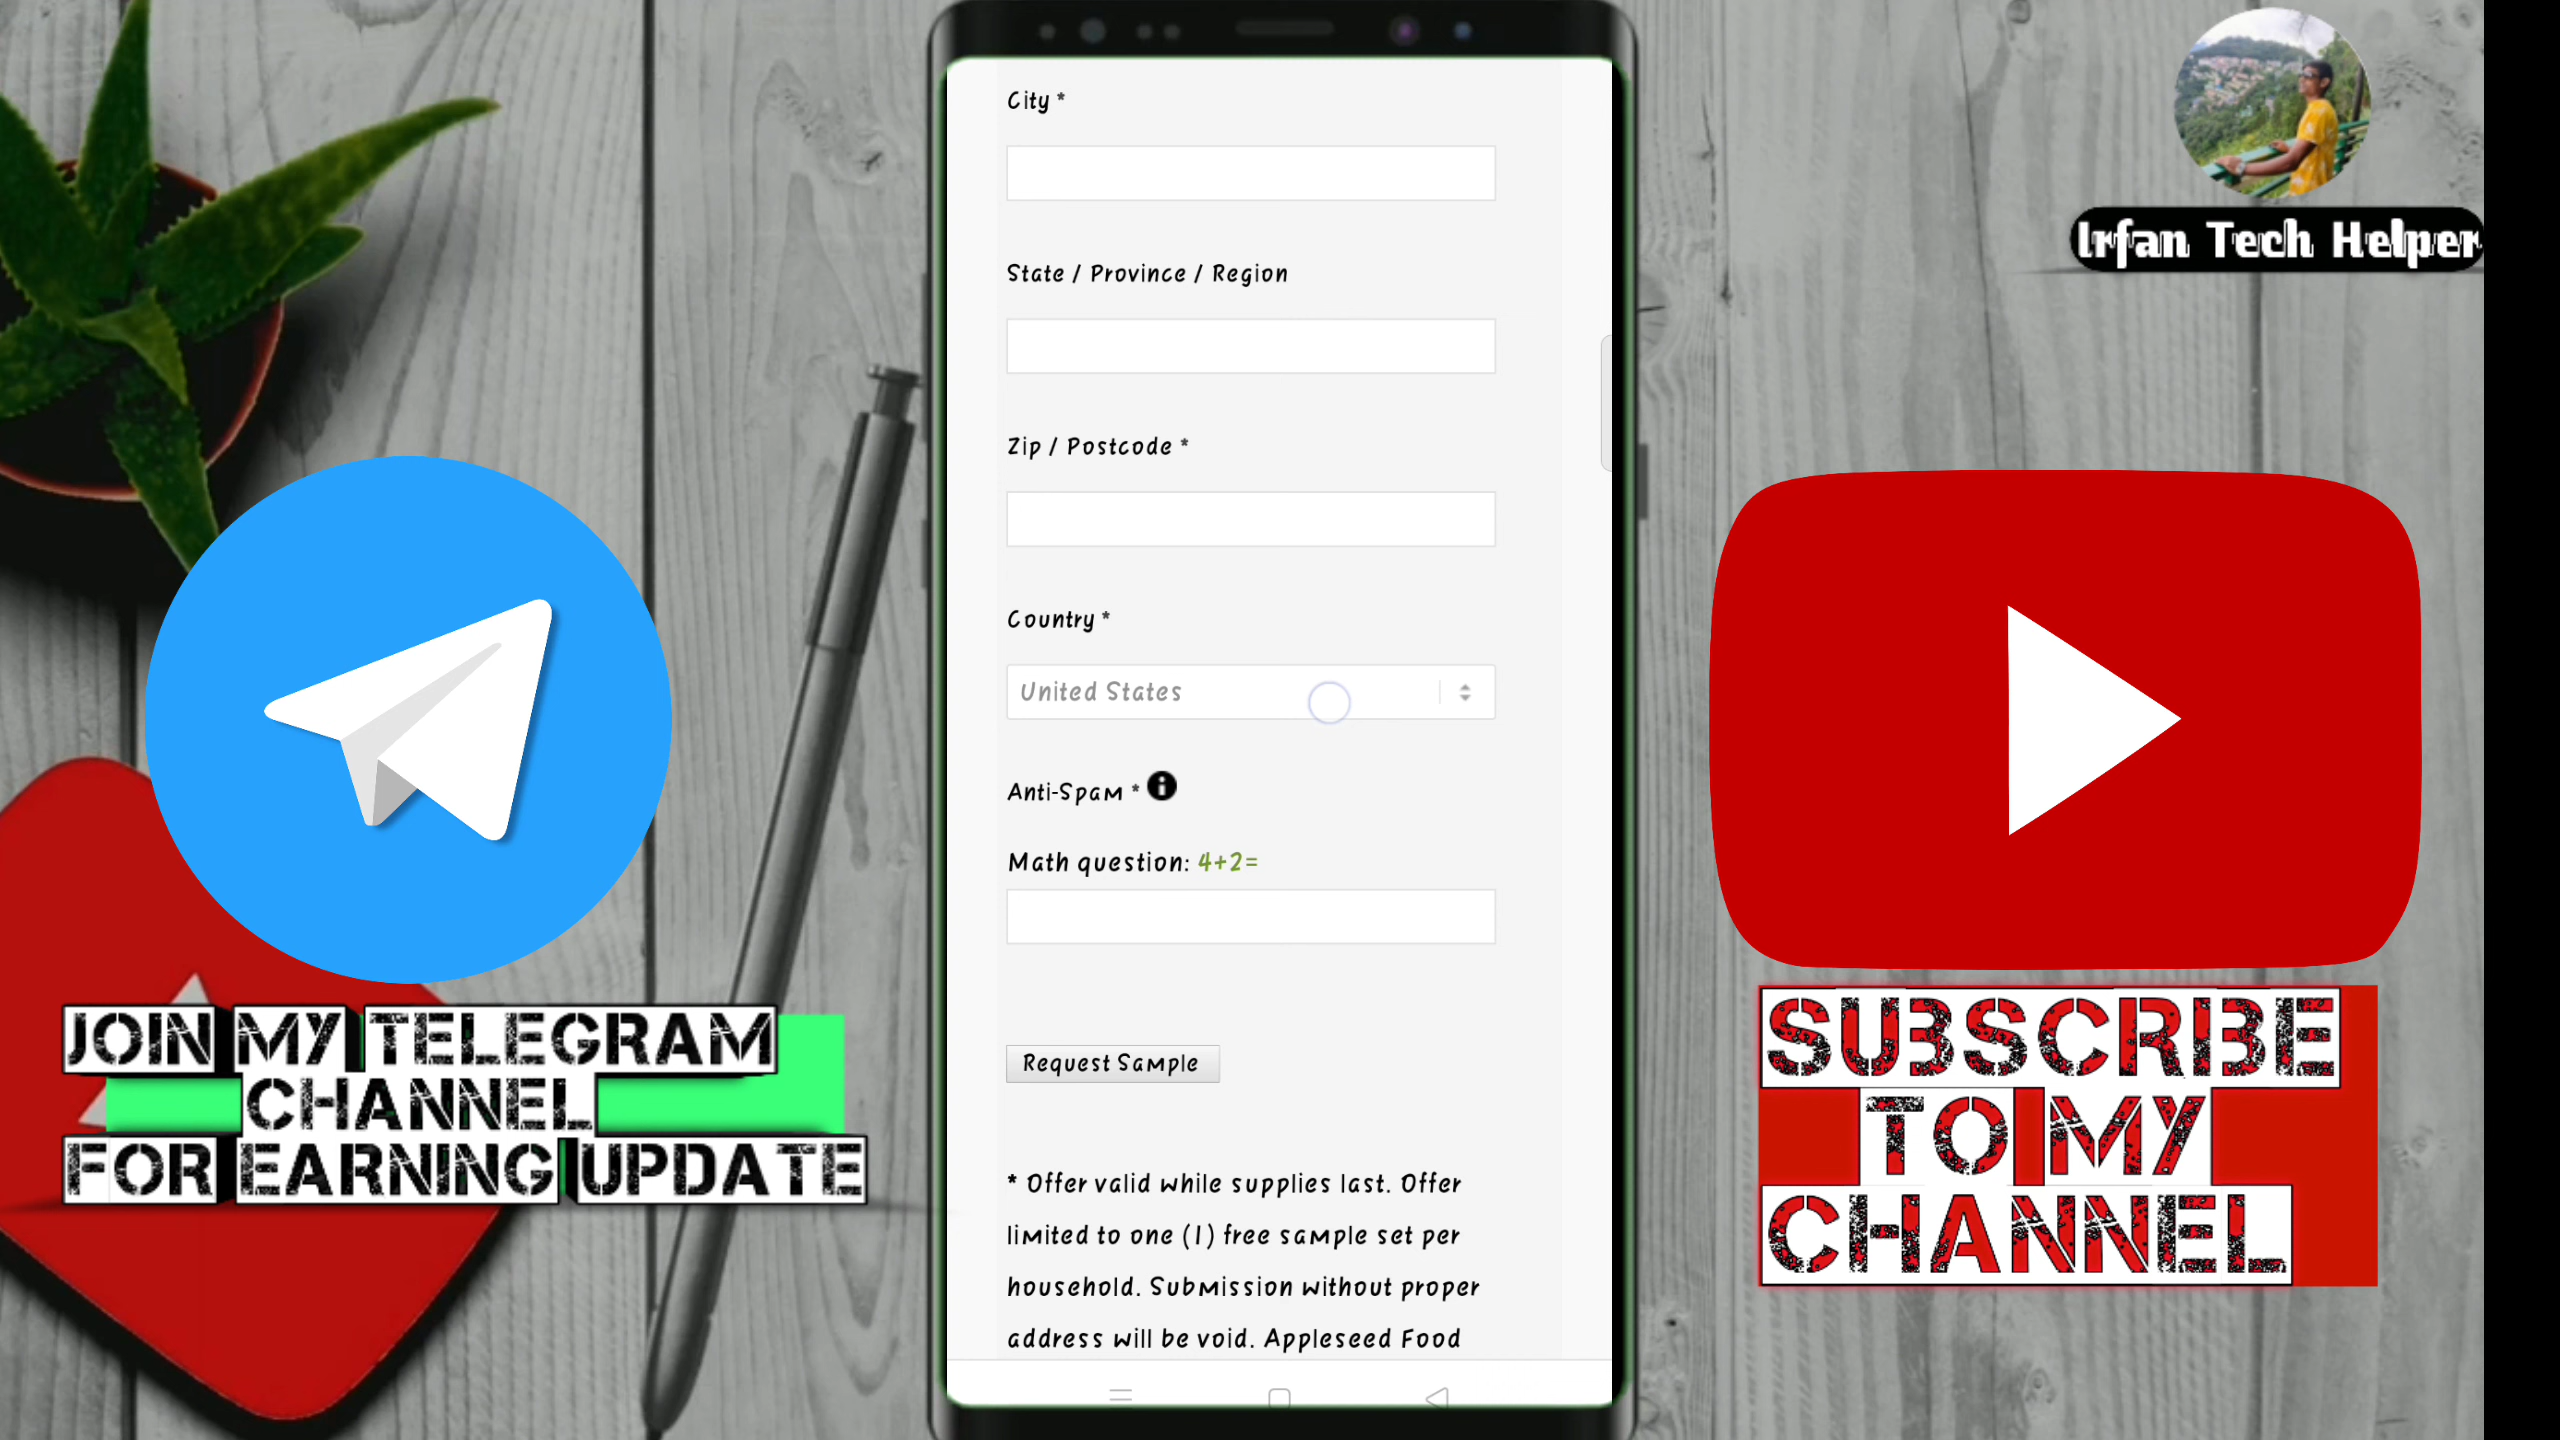 City *
State / Province / Region
Zip / Postcode *
Country *
United States
Anti-Spam *
Math question: 4+2=
Request Sample
* Offer valid while supplies last. Offer
limited to one (1) free sample set per
household. Submission without proper
address will be void. Appleseed Food
JOIN MY TELEGRAM
CHANNEL
FOR EARNING UPDATE
Irfan Tech Helper
SUBSCRIBE
TO MY
CHANNEL